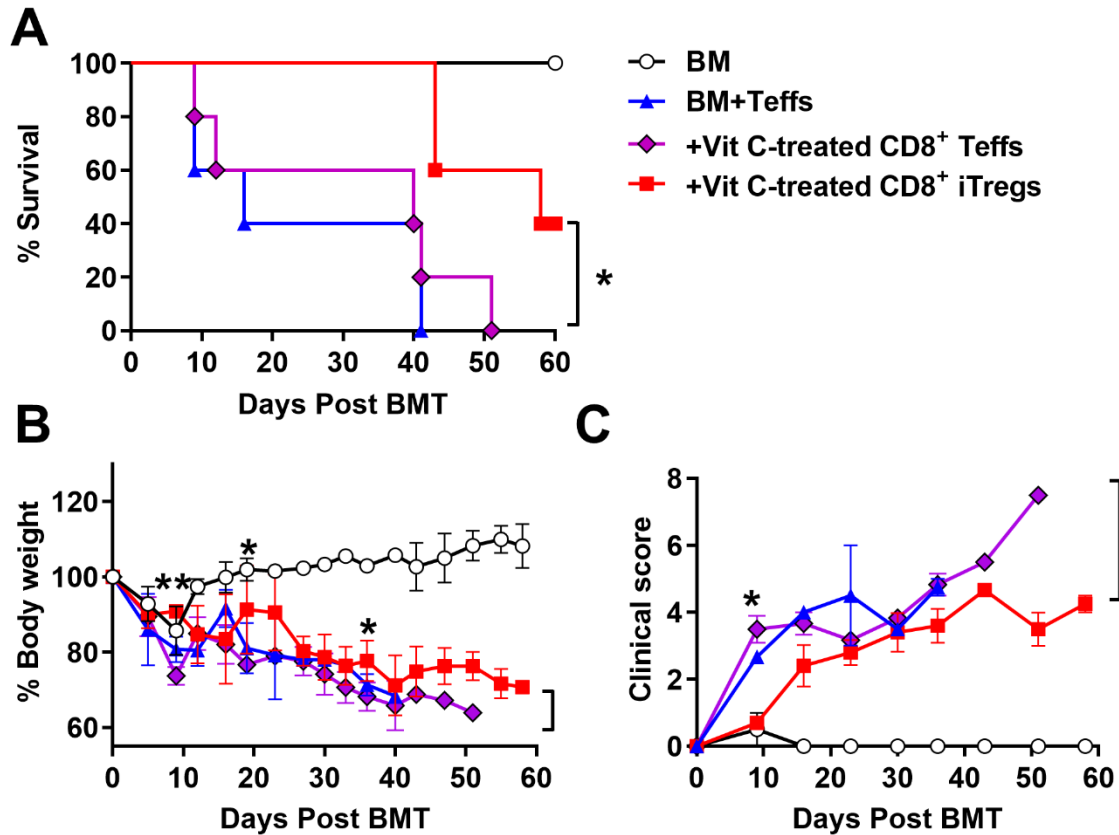 A
100
80
60
40
20
0
% Survival
0 10 20 30 40 50 60
Days Post BMT
*
BM
BM+Teffs
+Vit C-treated CD8⁺ Teffs
+Vit C-treated CD8⁺ iTregs
B
120
100
80
60
% Body weight
**
*
*
0 10 20 30 40 50 60
Days Post BMT
C
8
6
4
2
0
Clinical score
*
0 10 20 30 40 50 60
Days Post BMT